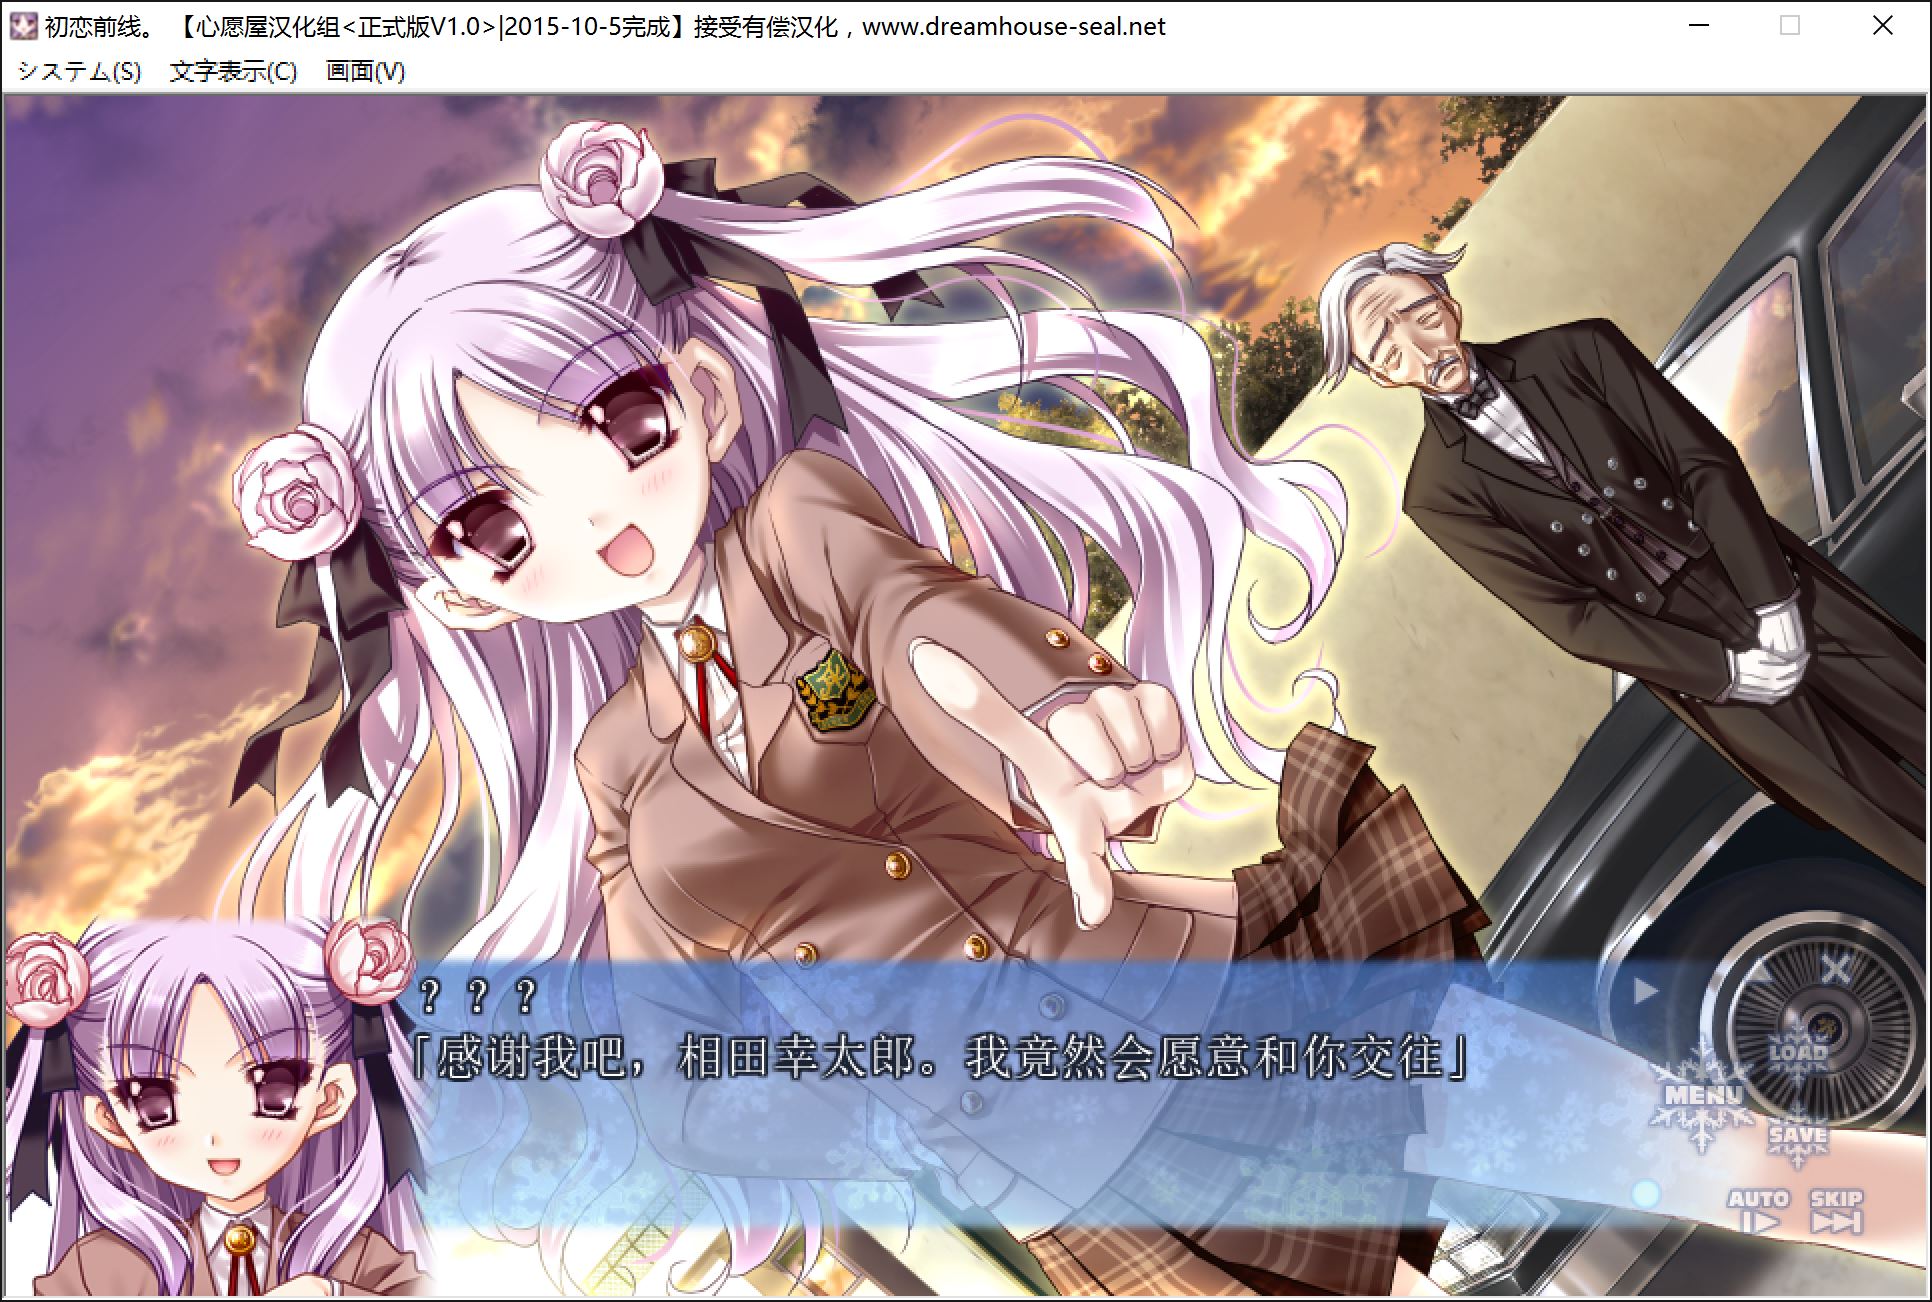 初恋前线。 【心愿屋汉化组<正式版V1.0>|2015-10-5完成】接受有偿汉化，www.dreamhouse-seal.net
システム(S) 文字表示(C) 画面(V)
？？？
「感谢我吧，相田幸太郎。我竟然会愿意和你交往」
LOAD
MENU
SAVE
AUTO SKIP